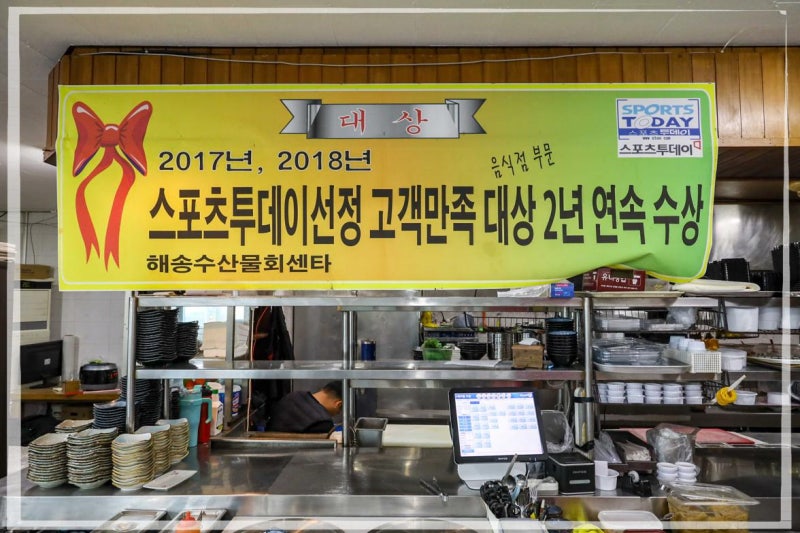 대 상
SPORTS
TODAY
스포츠투데이
www.stoo.com
스포츠투데이
2017년, 2018년
음식점 부문
스포츠투데이선정 고객만족 대상 2년 연속 수상
해송수산물회센타